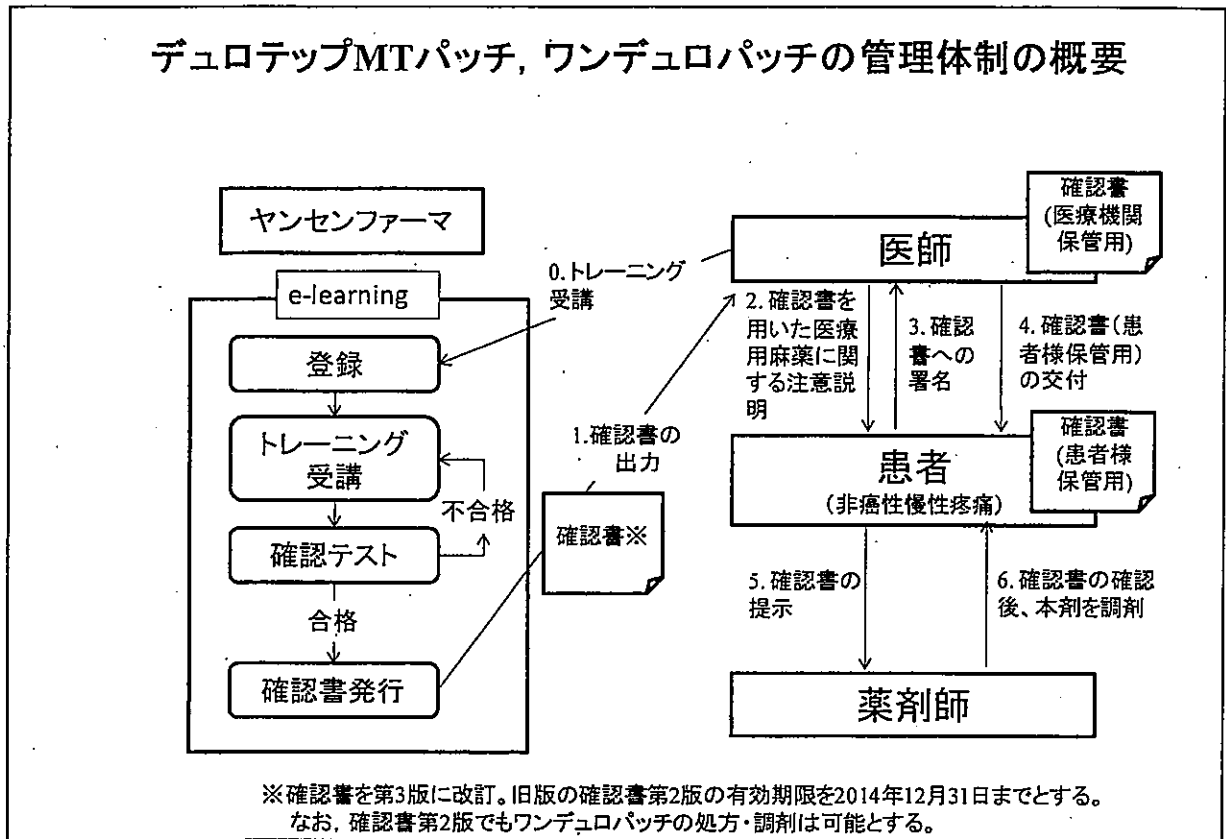 デュロテップMTパッチ，ワンデュロパッチの管理体制の概要
ヤンセンファーマ
e-learning
登録
トレーニング
受講
不合格
確認テスト
合格
確認書発行
0.トレーニング
受講
1.確認書の
出力
確認書※
医師
確認書
(医療機関
保管用)
2.確認書を
用いた医療
用麻薬に関
する注意説
明
3.確認
書への
署名
4.確認書(患
者様保管用)
の交付
患者
(非癌性慢性疼痛)
確認書
(患者様
保管用)
5.確認書の
提示
6.確認書の確認
後、本剤を調剤
薬剤師
※確認書を第3版に改訂。旧版の確認書第2版の有効期限を2014年12月31日までとする。
なお，確認書第2版でもワンデュロパッチの処方・調剤は可能とする。